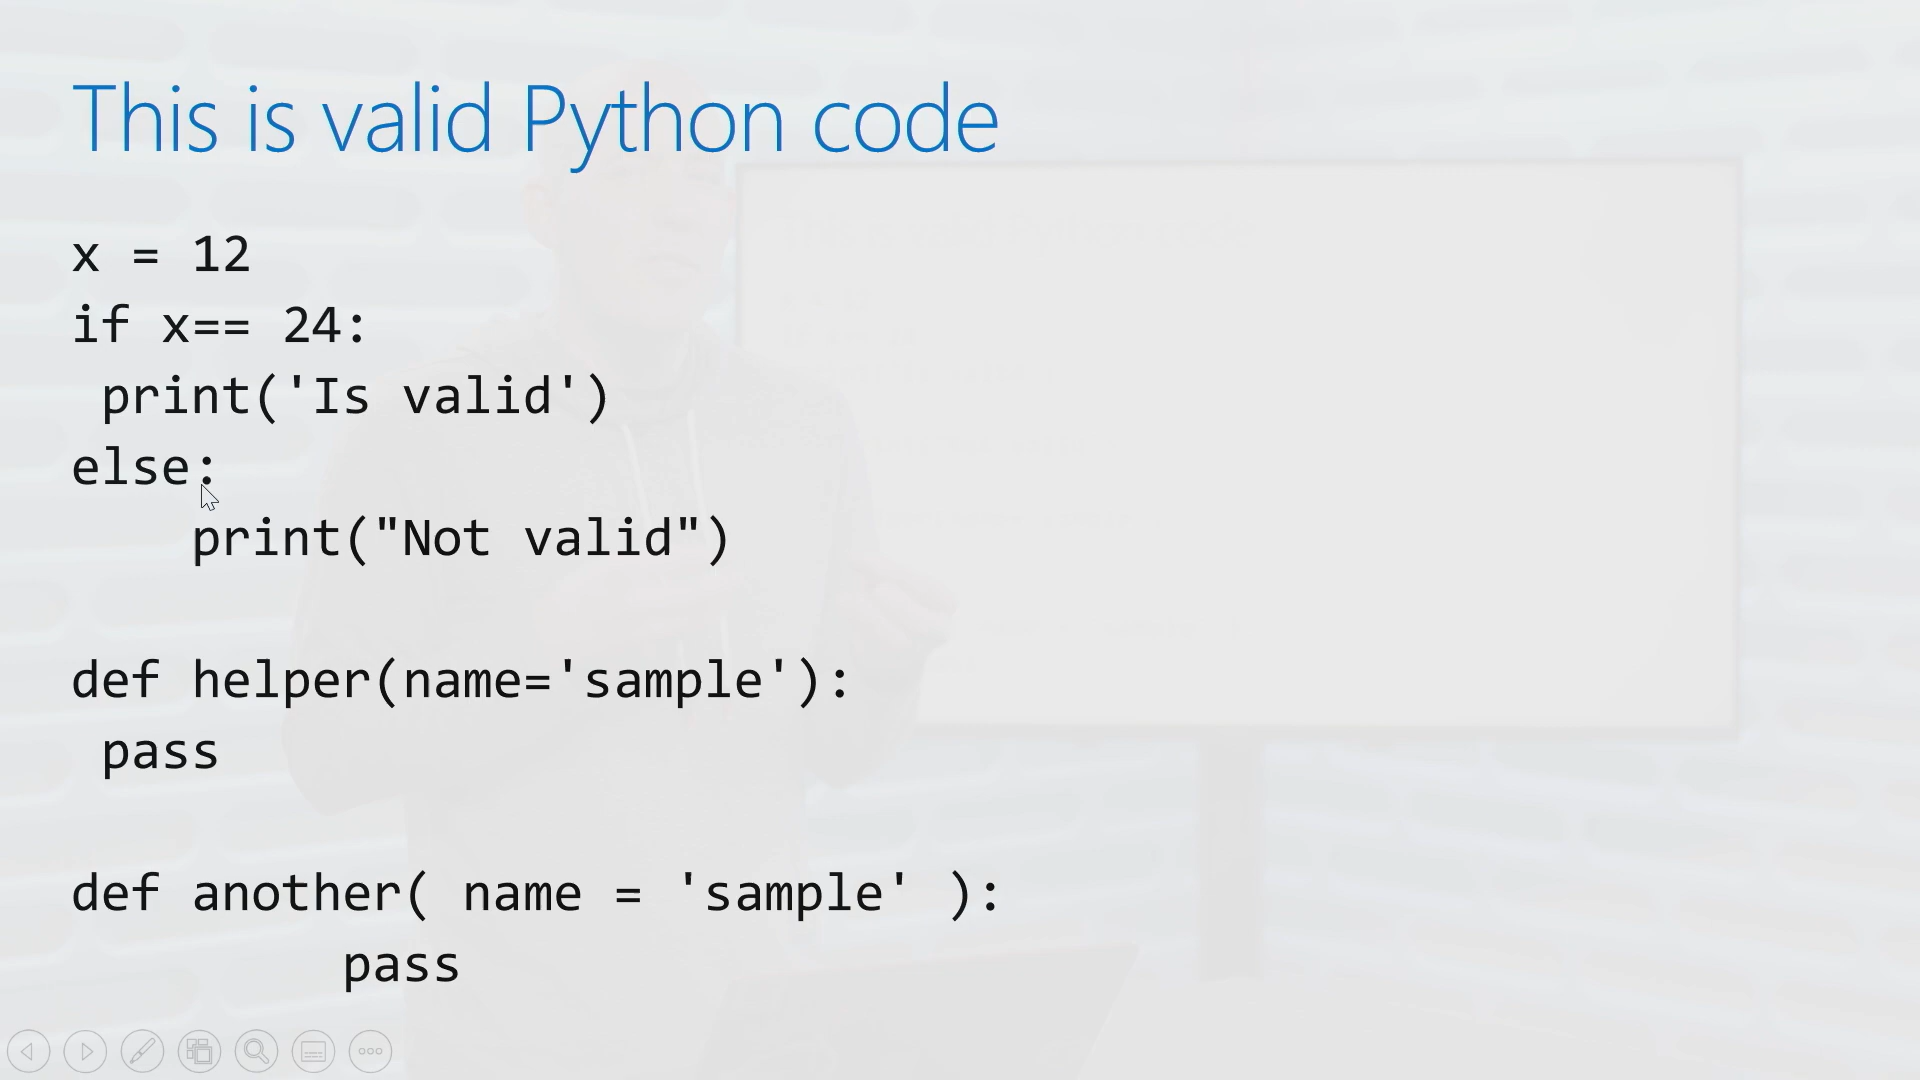 This is valid Python code
x = 12
if x== 24:
 print('Is valid')
else:
    print("Not valid")

def helper(name='sample'):
 pass

def another( name = 'sample' ):
         pass